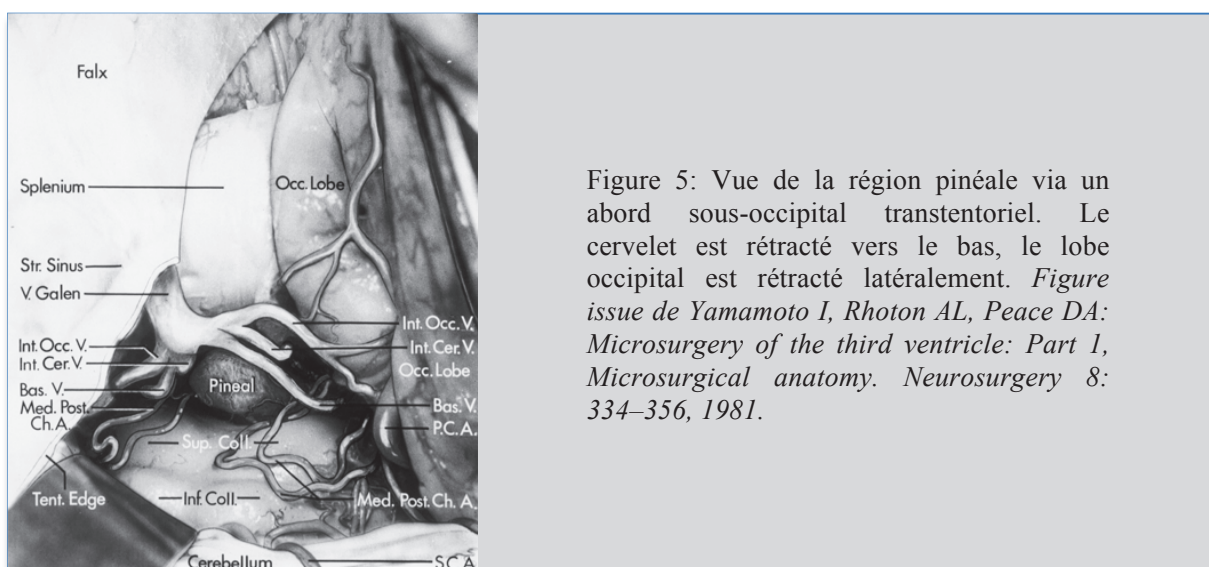 Falx
Splenium
Occ. Lobe
Str. Sinus
V. Galen
Int. Occ. V.
Int. Cer. V.
Bas. V.
Med. Post.
Ch. A.
Pineal
Int. Occ. V.
Int. Cer. V.
Occ. Lobe
Bas. V.
P.C.A.
Sup. Coll.
Tent. Edge
Inf. Coll.
Med. Post. Ch. A.
Cerebellum
S.C.A.
Figure 5: Vue de la région pinéale via un
abord sous-occipital transtentoriel. Le
cervelet est rétracté vers le bas, le lobe
occipital est rétracté latéralement. Figure
issue de Yamamoto I, Rhoton AL, Peace DA:
Microsurgery of the third ventricle: Part 1,
Microsurgical anatomy. Neurosurgery 8:
334–356, 1981.